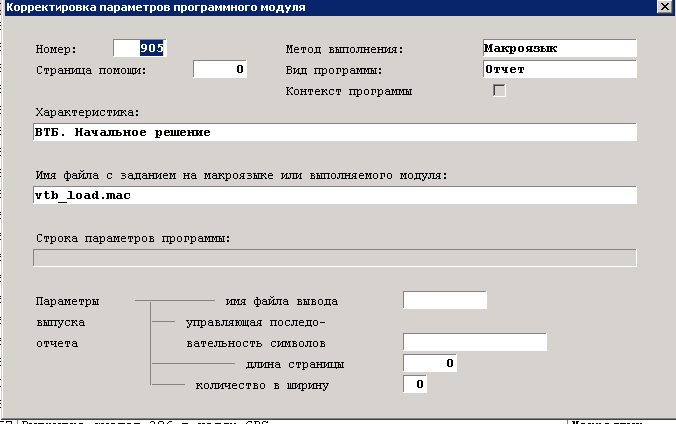 Корректировка параметров программного модуля
Номер: 905 Метод выполнения: Макроязык
Страница помощи: 0 Вид программы: Отчет
Контекст программы
Характеристика:
ВТБ. Начальное решение
Имя файла с заданием на макроязыке или выполняемого модуля:
vtb_load.mac
Строка параметров программы:
Параметры имя файла вывода
выпуска управляющая последо-
отчета вательность символов
длина страницы 0
количество в ширину 0